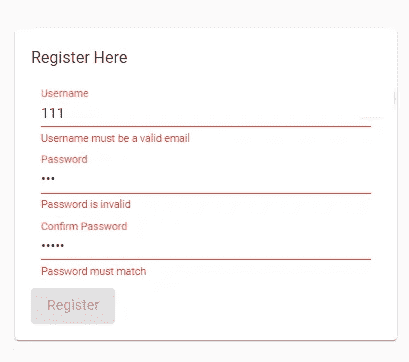 Register Here
Username
111
Username must be a valid email
Password
•••
Password is invalid
Confirm Password
•••••
Password must match
Register